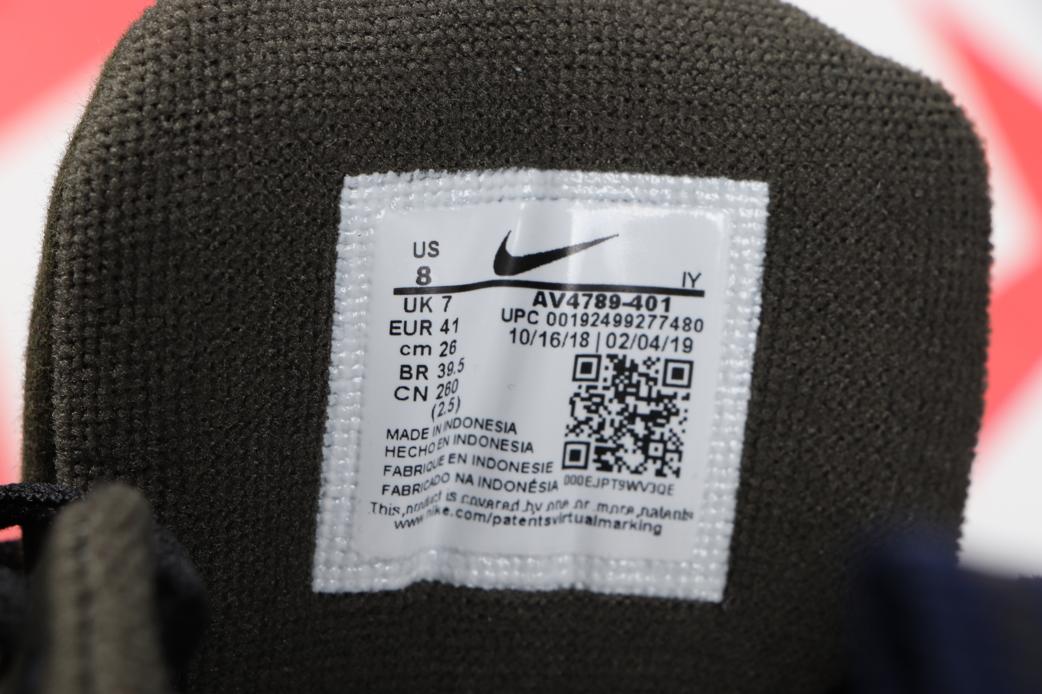 US
8
IY
UK 7
EUR 41
cm 26
BR 39.5
CN 260
(2.5)
AV4789-401
UPC 00192499277480
10/16/18 | 02/04/19
MADE IN INDONESIA
HECHO EN INDONESIA
FABRIQUE EN INDONESIE
FABRICADO NA INDONÉSIA
000EJPT9WV3QE
This product is covered by one or more patents
www.nike.com/patentsvirtualmarking